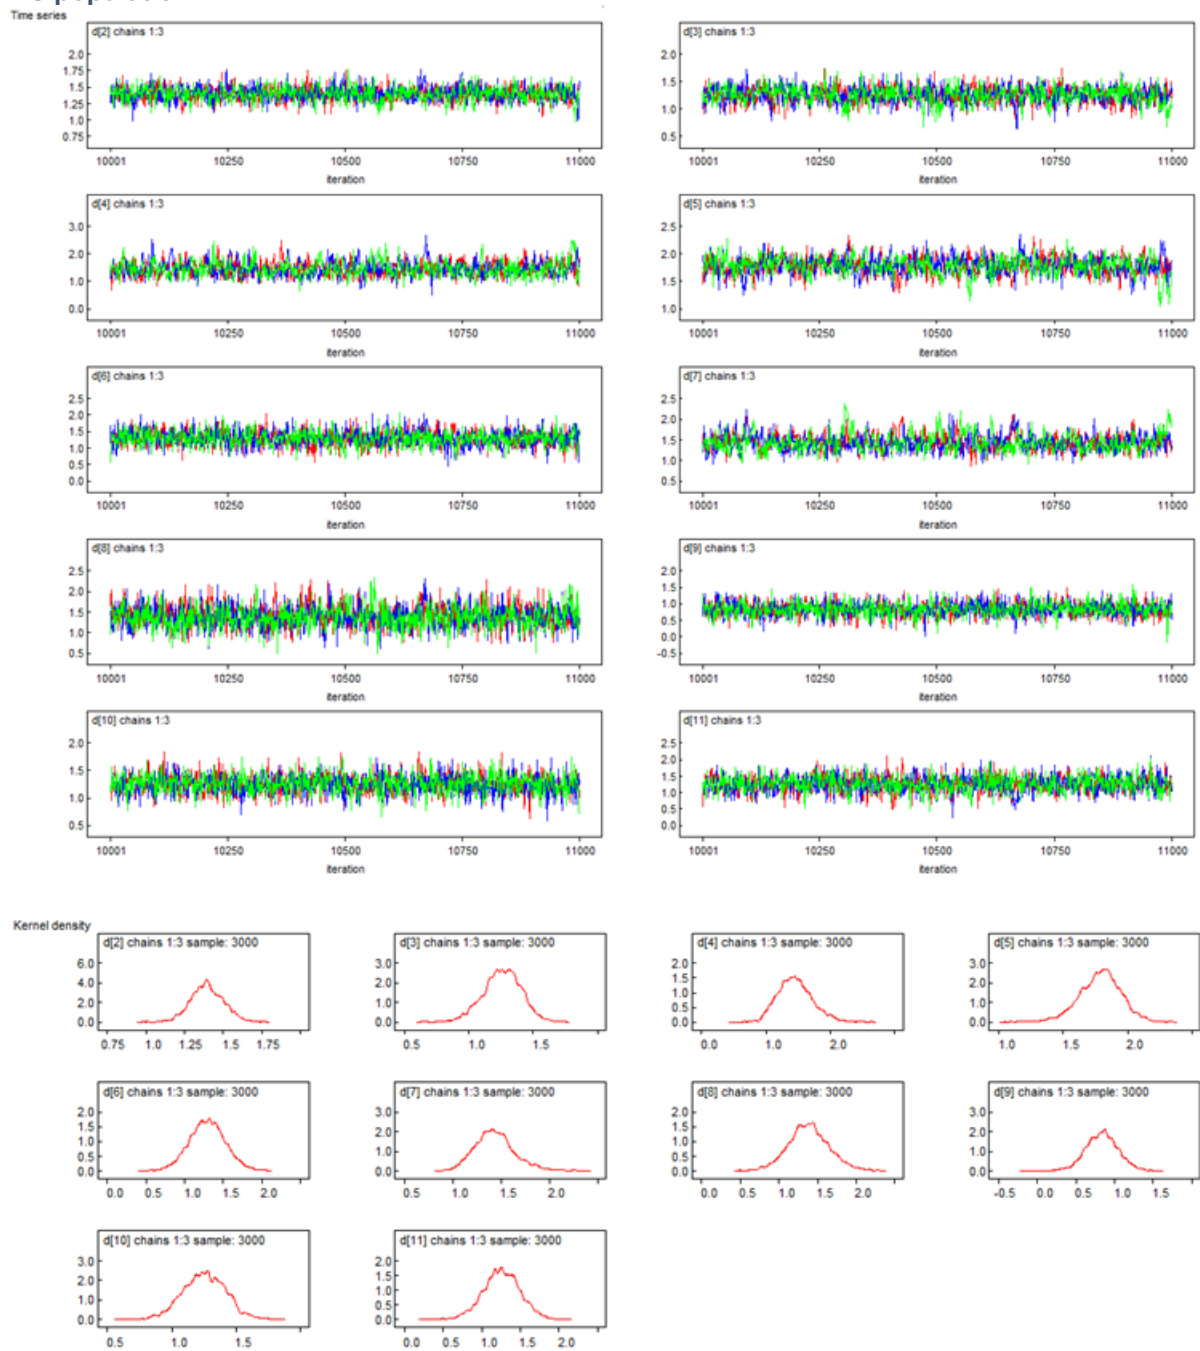 Time series
d[2] chains 1:3
2.0
1.75
1.5
1.25
1.0
0.75
10001 10250 10500 10750 11000
iteration
d[3] chains 1:3
2.0
1.5
1.0
0.5
10001 10250 10500 10750 11000
iteration
d[4] chains 1:3
3.0
2.0
1.0
0.0
10001 10250 10500 10750 11000
iteration
d[5] chains 1:3
2.5
2.0
1.5
1.0
10001 10250 10500 10750 11000
iteration
d[6] chains 1:3
2.5
2.0
1.5
1.0
0.5
0.0
10001 10250 10500 10750 11000
iteration
d[7] chains 1:3
2.5
2.0
1.5
1.0
0.5
10001 10250 10500 10750 11000
iteration
d[8] chains 1:3
2.5
2.0
1.5
1.0
0.5
10001 10250 10500 10750 11000
iteration
d[9] chains 1:3
2.0
1.5
1.0
0.5
0.0
-0.5
10001 10250 10500 10750 11000
iteration
d[10] chains 1:3
2.0
1.5
1.0
0.5
10001 10250 10500 10750 11000
iteration
d[11] chains 1:3
2.5
2.0
1.5
1.0
0.5
0.0
10001 10250 10500 10750 11000
iteration
Kernel density
d[2] chains 1:3 sample: 3000
6.0
4.0
2.0
0.0
0.75 1.0 1.25 1.5 1.75
d[3] chains 1:3 sample: 3000
3.0
2.0
1.0
0.0
0.5 1.0 1.5
d[4] chains 1:3 sample: 3000
2.0
1.5
1.0
0.5
0.0
0.0 1.0 2.0
d[5] chains 1:3 sample: 3000
3.0
2.0
1.0
0.0
1.0 1.5 2.0
d[6] chains 1:3 sample: 3000
2.0
1.5
1.0
0.5
0.0
0.0 0.5 1.0 1.5 2.0
d[7] chains 1:3 sample: 3000
3.0
2.0
1.0
0.0
0.5 1.0 1.5 2.0
d[8] chains 1:3 sample: 3000
2.0
1.5
1.0
0.5
0.0
0.0 0.5 1.0 1.5 2.0
d[9] chains 1:3 sample: 3000
3.0
2.0
1.0
0.0
-0.5 0.0 0.5 1.0 1.5
d[10] chains 1:3 sample: 3000
3.0
2.0
1.0
0.0
0.5 1.0 1.5
d[11] chains 1:3 sample: 3000
2.0
1.5
1.0
0.5
0.0
0.0 0.5 1.0 1.5 2.0